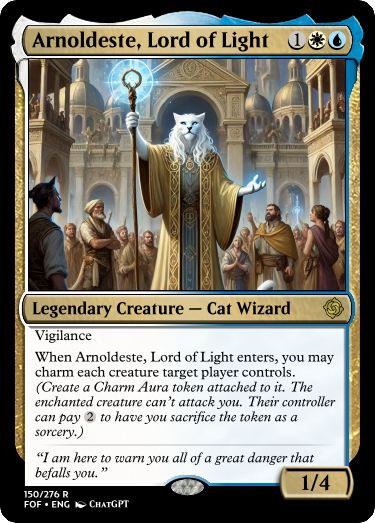 Arnoldeste, Lord of Light 1
Legendary Creature — Cat Wizard
Vigilance
When Arnoldeste, Lord of Light enters, you may
charm each creature target player controls.
(Create a Charm Aura token attached to it. The
enchanted creature can't attack you. Their controller
can pay 2 to have you sacrifice the token as a
sorcery.)
"I am here to warn you all of a great danger that
befalls you."
1/4
150/276 R
FOF • ENG ChatGPT